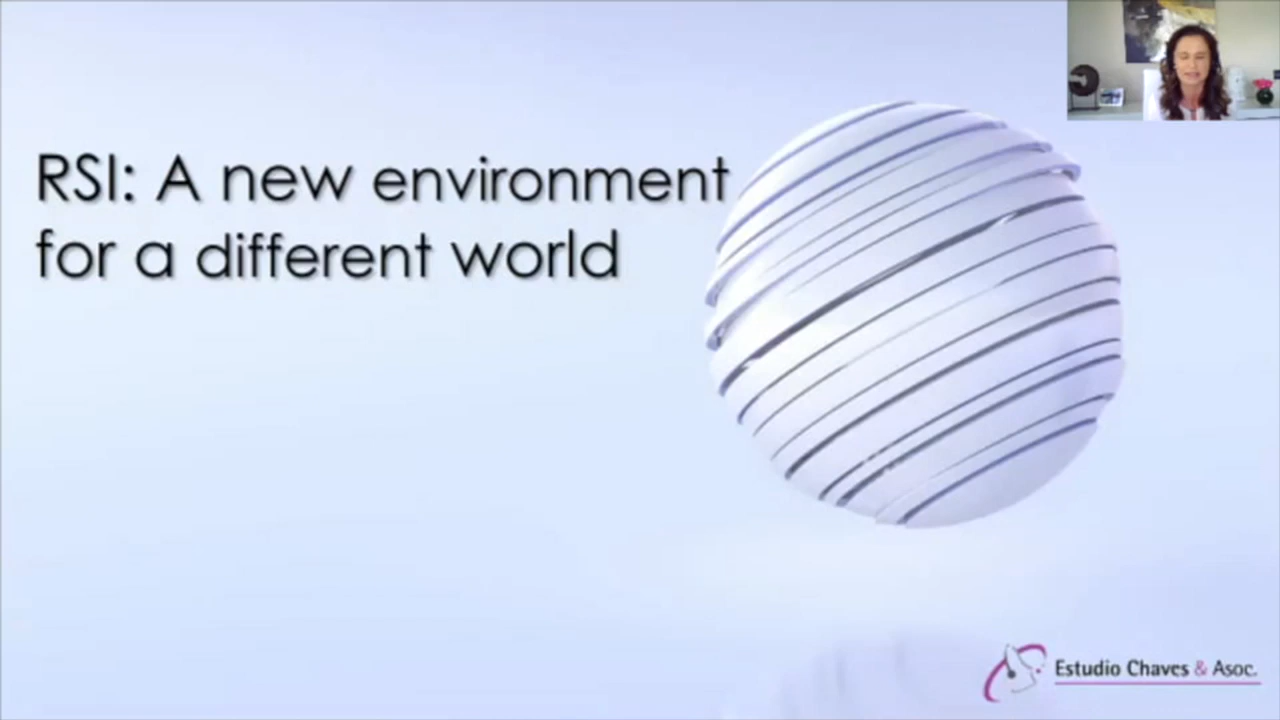 RSI: A new environment
for a different world
Estudio Chaves & Asoc.